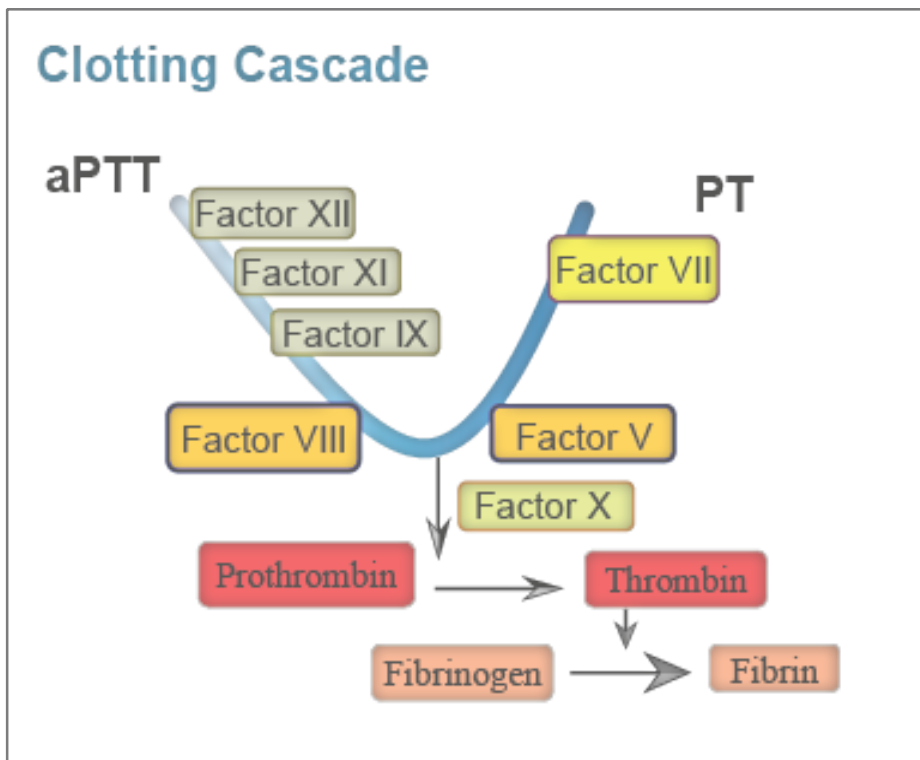 Clotting Cascade
aPTT
PT
Factor XII
Factor VII
Factor XI
Factor IX
Factor VIII
Factor V
Factor X
Prothrombin
Thrombin
Fibrinogen
Fibrin